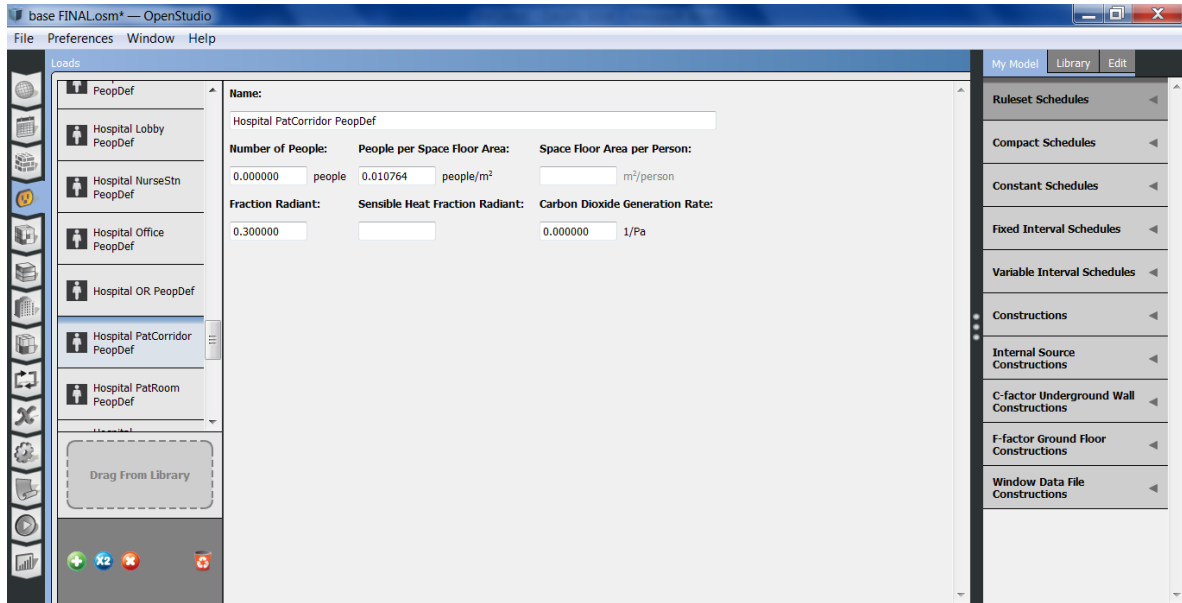 base FINAL.osm* — OpenStudio
File Preferences Window Help
Loads
My Model Library Edit
PeopDef
Hospital Lobby
PeopDef
Hospital NurseStn
PeopDef
Hospital Office
PeopDef
Hospital OR PeopDef
Hospital PatCorridor
PeopDef
Hospital PatRoom
PeopDef
Drag From Library
X2
Name:
Hospital PatCorridor PeopDef
Number of People: People per Space Floor Area: Space Floor Area per Person:
0.000000 people 0.010764 people/m² m²/person
Fraction Radiant: Sensible Heat Fraction Radiant: Carbon Dioxide Generation Rate:
0.300000 0.000000 1/Pa
Ruleset Schedules
Compact Schedules
Constant Schedules
Fixed Interval Schedules
Variable Interval Schedules
Constructions
Internal Source
Constructions
C-factor Underground Wall
Constructions
F-factor Ground Floor
Constructions
Window Data File
Constructions